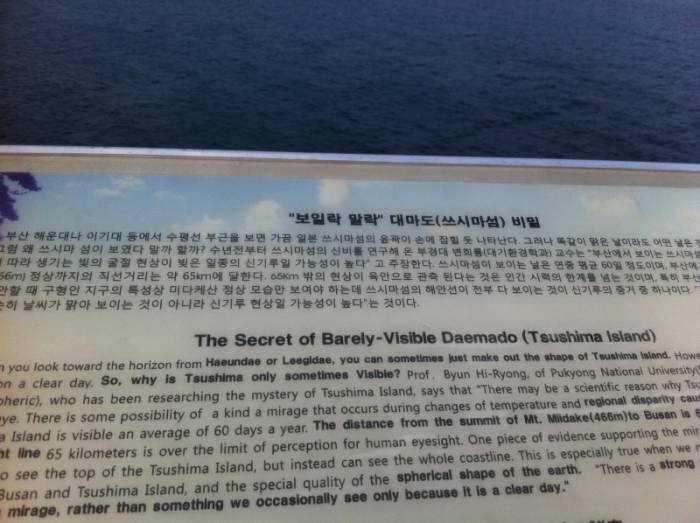 "보일락 말락" 대마도(쓰시마섬) 비밀
부산 해운대나 이기대 등에서 수평선 부근을 보면 가끔 일본 쓰시마섬의 윤곽이 손에 잡힐 듯 나타난다. 그러나 똑같이 맑은 날이라도 어떤 날은
그럼 왜 쓰시마 섬이 보였다 말까 할까? 수년전부터 쓰시마섬의 신비를 연구해 온 부경대 변희룡(대기환경학과) 교수는 "부산에서 보이는 쓰시마섬
따라 생기는 빛의 굴절 현상이 빚은 일종의 신기루일 가능성이 높다" 고 주장한다. 쓰시마섬이 보이는 날은 연중 평균 60일 정도이며, 부산에
66m) 정상까지의 직선거리는 약 65km에 달한다. 65Km 밖의 현상이 육안으로 관측 된다는 것은 인간 시력의 한계를 넘는 것이며, 특히 부산
안할 때 구형인 지구의 특성상 미다케산 정상 모습만 보여야 하는데 쓰시마섬의 해안선이 전부 다 보이는 것이 신기루의 증거 중 하나이다.
순히 날씨가 맑아 보이는 것이 아니라 신기루 현상일 가능성이 높다"는 것이다.
The Secret of Barely-Visible Daemado (Tsushima Island)
n you look toward the horizon from Haeundae or Leegidae, you can sometimes just make out the shape of Tsushima Island. Howe
on a clear day. So, why is Tsushima only sometimes Visible? Prof. Byun Hi-Ryong, of Pukyong National University(
pheric), who has been researching the mystery of Tsushima Island, says that "There may be a scientific reason why Tsu
eye. There is some possibility of a kind a mirage that occurs during changes of temperature and regional disparity cau
a Island is visible an average of 60 days a year. The distance from the summit of Mt. Miidake(466m)to Busan is 6
ht line 65 kilometers is over the limit of perception for human eyesight. One piece of evidence supporting the mir
o see the top of the Tsushima Island, but instead can see the whole coastline. This is especially true when we r
Busan and Tsushima Island, and the special quality of the spherical shape of the earth. "There is a strong
mirage, rather than something we occasionally see only because it is a clear day."